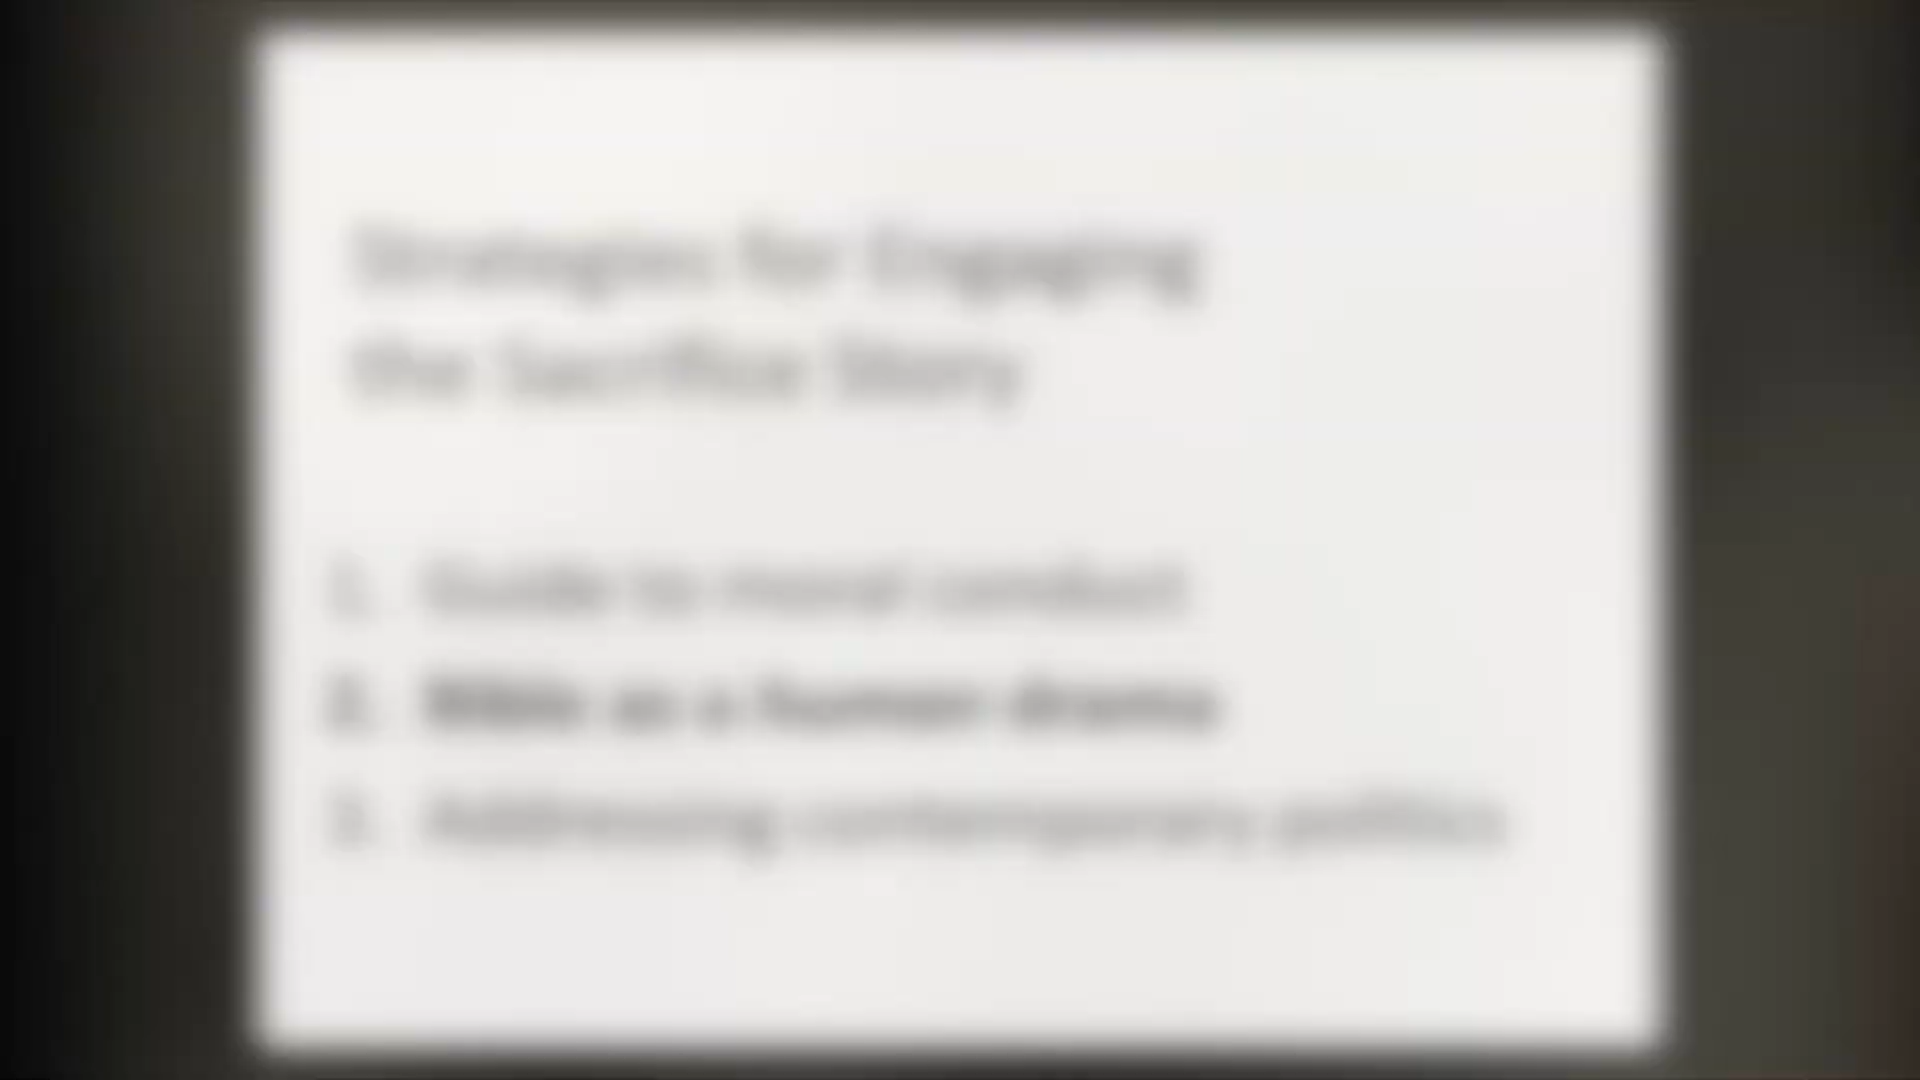 Strategies for Engaging
the Sacrifice Story
1. Guide to moral conduct
2. Bible as a human drama
3. Addressing contemporary politics